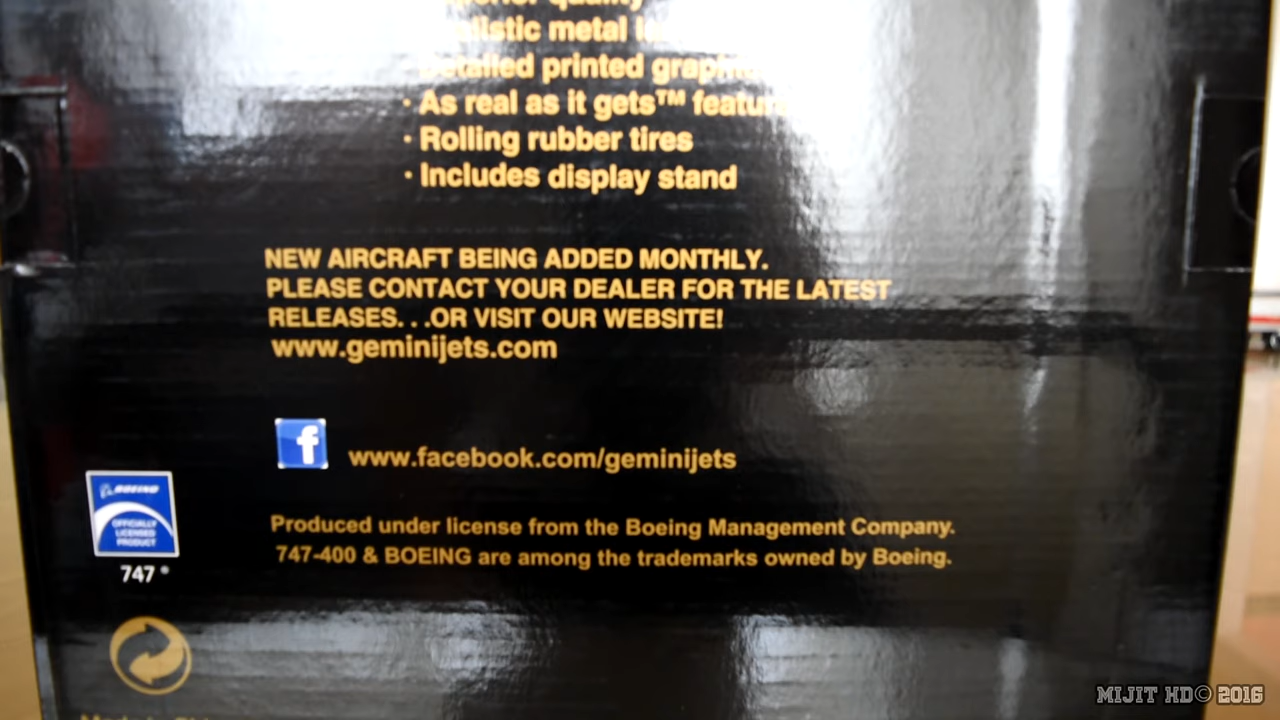 quality
metal
printed
· As real as it gets™
· Rolling rubber tires
· Includes display stand
NEW AIRCRAFT BEING ADDED MONTHLY.
PLEASE CONTACT YOUR DEALER FOR THE LATEST
RELEASES. . .OR VISIT OUR WEBSITE!
www.geminijets.com
f www.facebook.com/geminijets
BOEING
OFFICIALLY
LICENSED
PRODUCT
747 ®
Produced under license from the Boeing Management Company.
747-400 & BOEING are among the trademarks owned by Boeing.
MIJIT HD© 2016